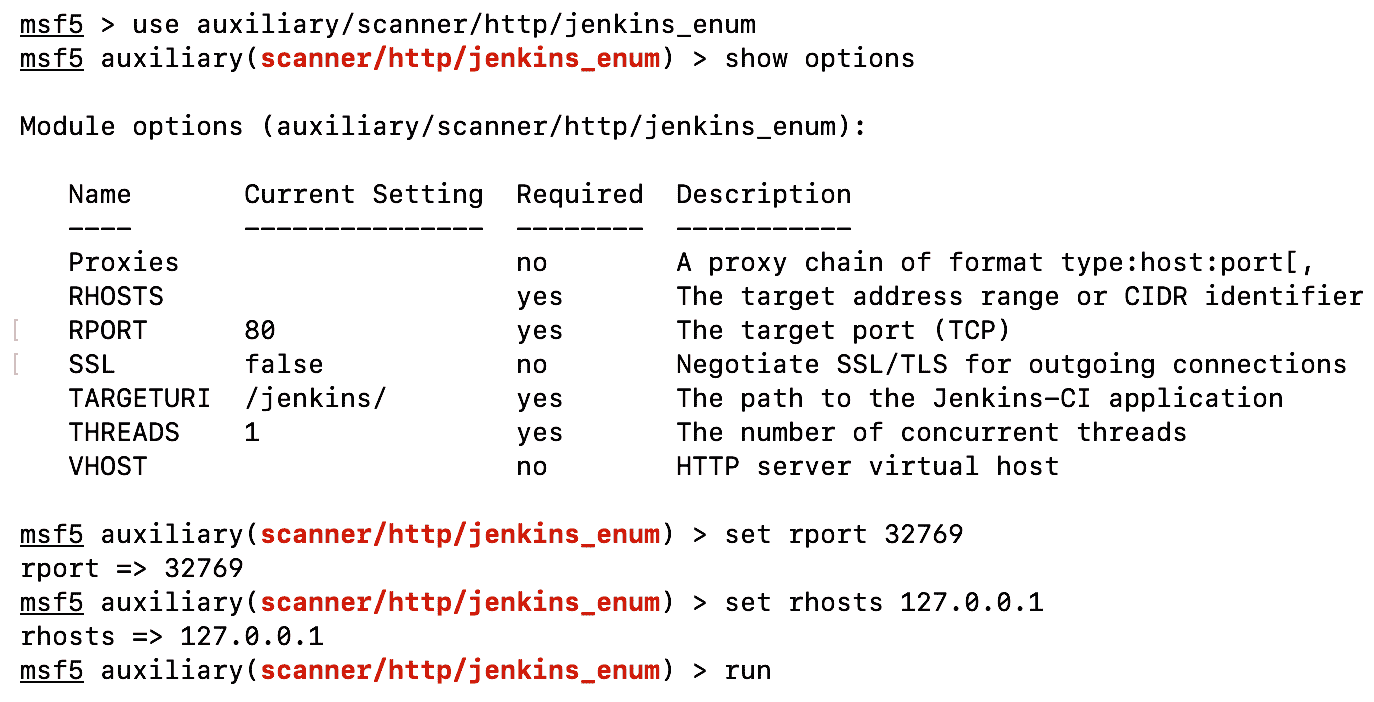 msf5 > use auxiliary/scanner/http/jenkins_enum
msf5 auxiliary(scanner/http/jenkins_enum) > show options
Module options (auxiliary/scanner/http/jenkins_enum):
Name Current Setting Required Description
---- --------------- -------- -----------
Proxies no A proxy chain of format type:host:port[,
RHOSTS yes The target address range or CIDR identifier
[ RPORT 80 yes The target port (TCP)
[ SSL false no Negotiate SSL/TLS for outgoing connections
TARGETURI /jenkins/ yes The path to the Jenkins-CI application
THREADS 1 yes The number of concurrent threads
VHOST no HTTP server virtual host
msf5 auxiliary(scanner/http/jenkins_enum) > set rport 32769
rport => 32769
msf5 auxiliary(scanner/http/jenkins_enum) > set rhosts 127.0.0.1
rhosts => 127.0.0.1
msf5 auxiliary(scanner/http/jenkins_enum) > run